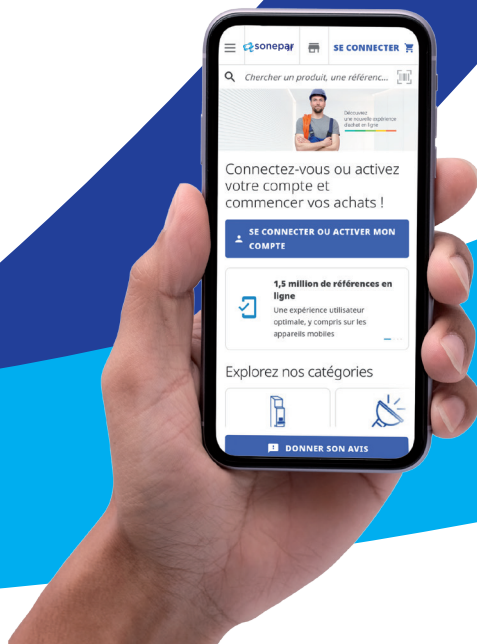 sonepar
SE CONNECTER
Chercher un produit, une référenc...
Découvrez
une nouvelle expérience
d'achat en ligne
Connectez-vous ou activez
votre compte et
commencer vos achats !
SE CONNECTER OU ACTIVER MON
COMPTE
1,5 million de références en
ligne
Une expérience utilisateur
optimale, y compris sur les
appareils mobiles
Explorez nos catégories
DONNER SON AVIS